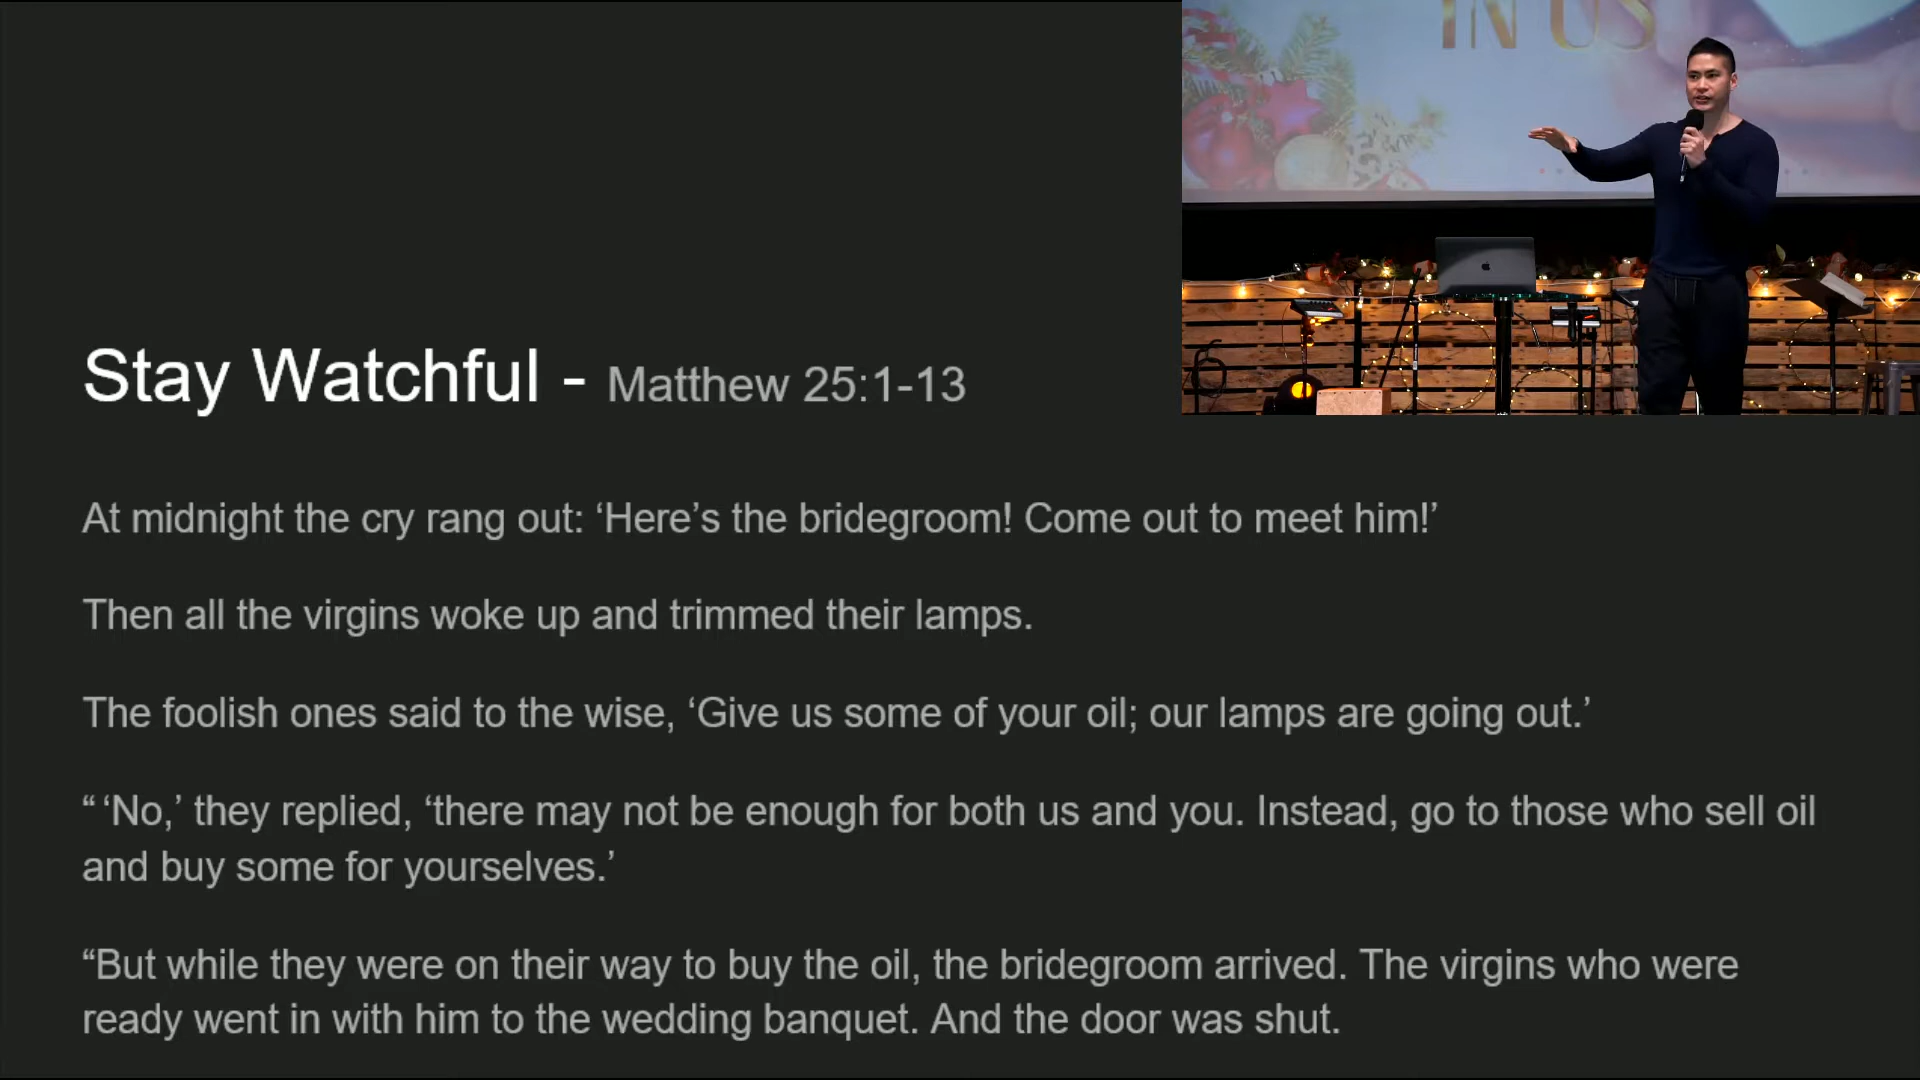 IN US
Stay Watchful - Matthew 25:1-13
At midnight the cry rang out: ‘Here’s the bridegroom! Come out to meet him!’
Then all the virgins woke up and trimmed their lamps.
The foolish ones said to the wise, ‘Give us some of your oil; our lamps are going out.’
“ ‘No,’ they replied, ‘there may not be enough for both us and you. Instead, go to those who sell oil
and buy some for yourselves.’
“But while they were on their way to buy the oil, the bridegroom arrived. The virgins who were
ready went in with him to the wedding banquet. And the door was shut.